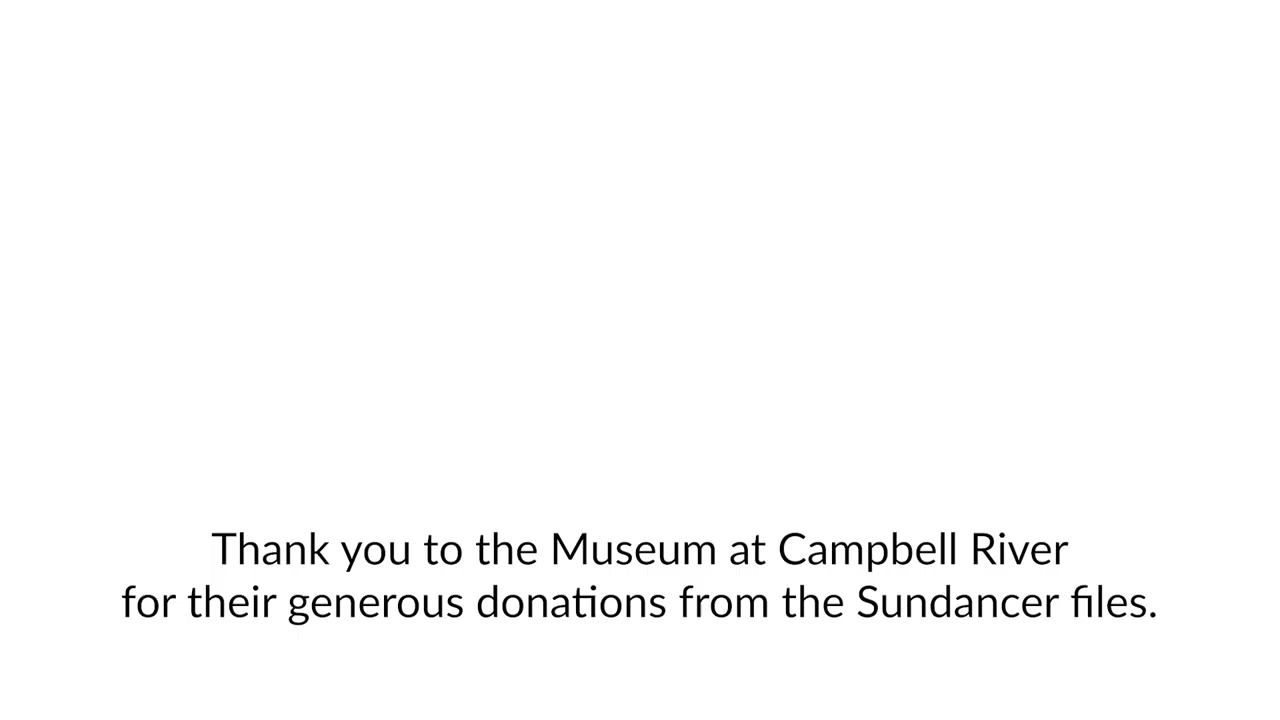 Thank you to the Museum at Campbell River
for their generous donations from the Sundancer files.